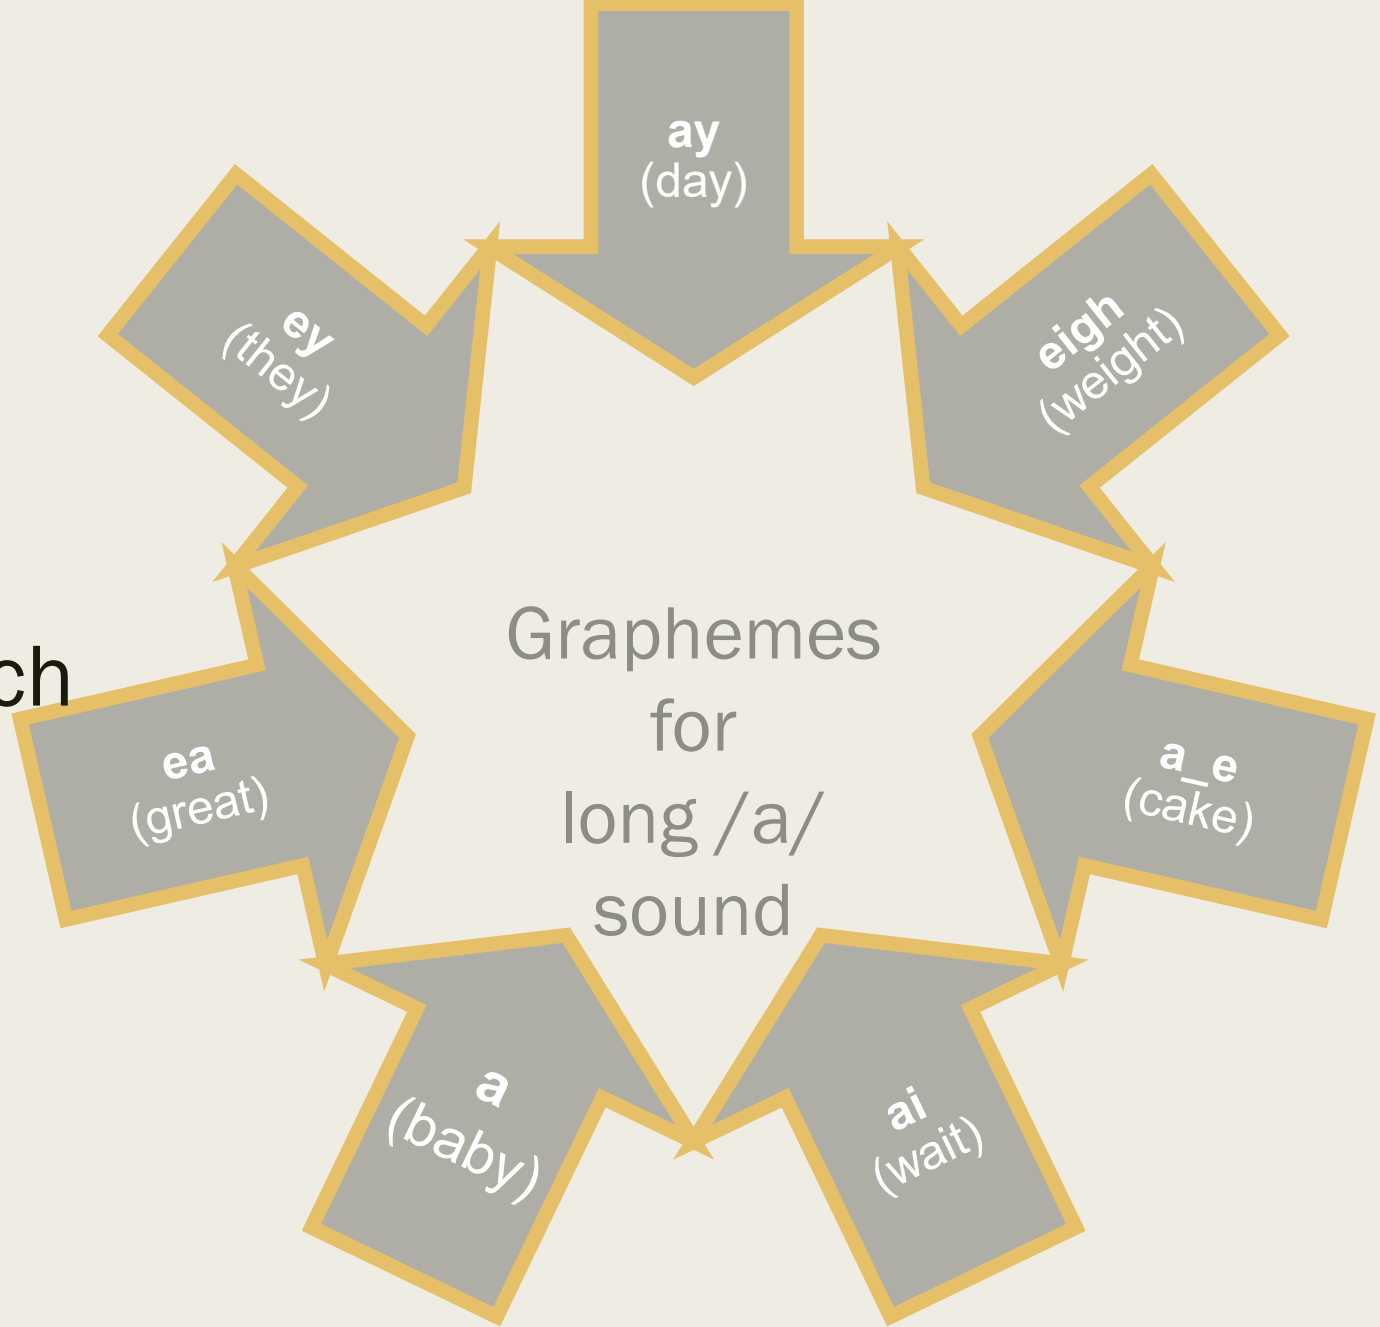 ay
(day)
eigh
(weight)
a_e
(cake)
ai
(wait)
a
(baby)
ea
(great)
ey
(they)
Graphemes
for
long /a/
sound